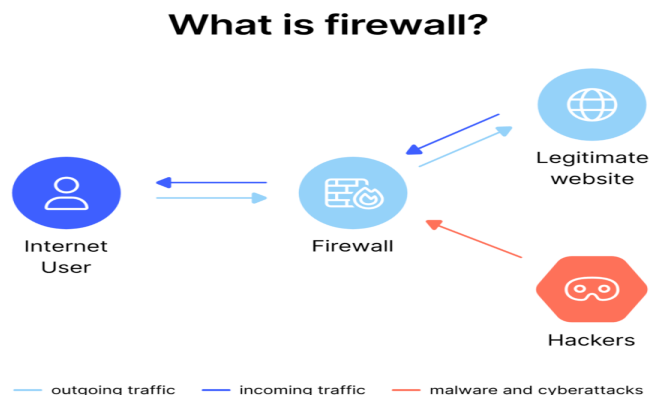 What is firewall?
Legitimate
website
Internet
User
Firewall
Hackers
outgoing traffic
incoming traffic
malware and cyberattacks